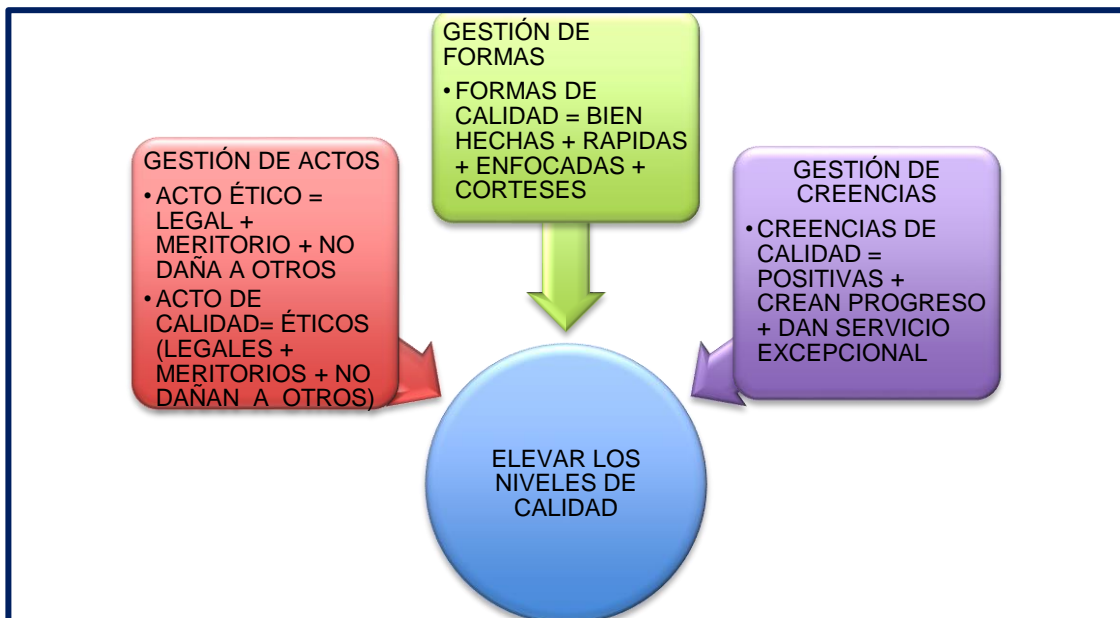 GESTIÓN DE
FORMAS
• FORMAS DE
CALIDAD = BIEN
HECHAS + RAPIDAS
+ ENFOCADAS +
CORTESES
GESTIÓN DE ACTOS
• ACTO ÉTICO =
LEGAL +
MERITORIO + NO
DAÑA A OTROS
• ACTO DE
CALIDAD= ÉTICOS
(LEGALES +
MERITORIOS + NO
DAÑAN A OTROS)
GESTIÓN DE
CREENCIAS
• CREENCIAS DE
CALIDAD =
POSITIVAS +
CREAN PROGRESO
+ DAN SERVICIO
EXCEPCIONAL
ELEVAR LOS
NIVELES DE
CALIDAD